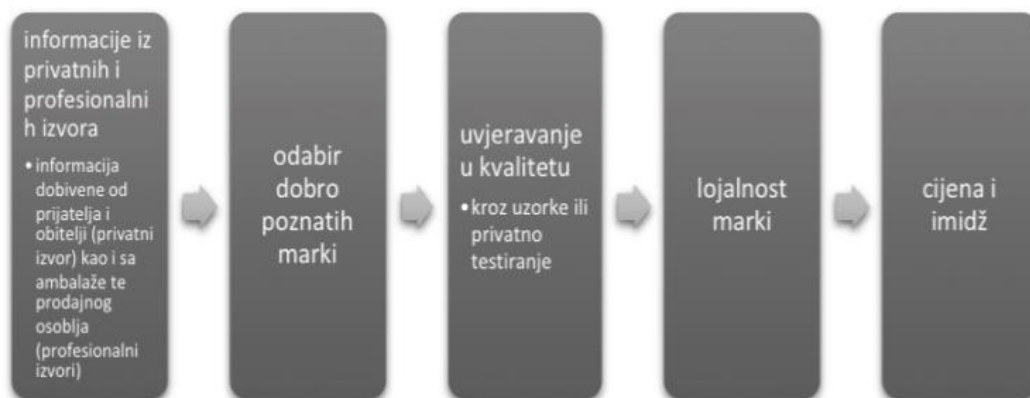 informacije iz
privatnih i
profesionalni
h izvora
•informacija
dobivene od
prijatelja i
obitelji (privatni
izvor) kao i sa
ambalaže te
prodajnog
osoblja
(profesionalni
izvori)
odabir
dobro
poznatih
marki
uvjeravanje
u kvalitetu
•kroz uzorke ili
privatno
testiranje
lojalnost
marki
cijena i
imidž